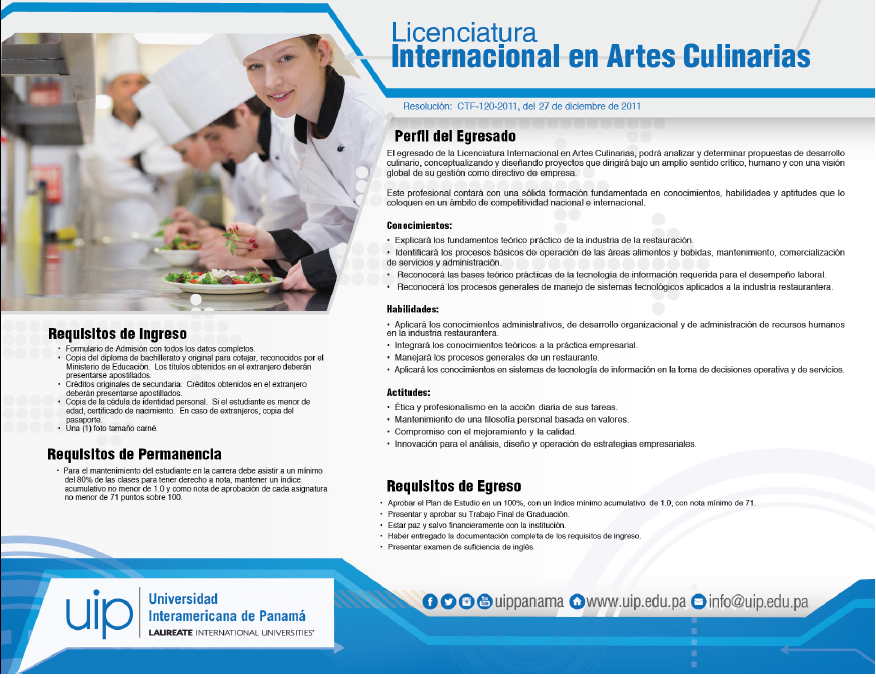 Licenciatura
Internacional en Artes Culinarias
Resolución: CTF-120-2011, del 27 de diciembre de 2011
Perfil del Egresado
El egresado de la Licenciatura Internacional en Artes Culinarias, podrá analizar y determinar propuestas de desarrollo
culinario, conceptualizando y diseñando proyectos que dirigirá bajo un amplio sentido crítico, humano y con una visión
global de su gestión como directivo de empresa.
Este profesional contará con una sólida formación fundamentada en conocimientos, habilidades y aptitudes que lo
coloquen en un ámbito de competitividad nacional e internacional.
Conocimientos:
• Explicará los fundamentos teórico práctico de la industria de la restauración.
• Identificará los procesos básicos de operación de las áreas alimentos y bebidas, mantenimiento, comercialización
de servicios y administración.
• Reconocerá las bases teórico prácticas de la tecnología de información requerida para el desempeño laboral.
• Reconocerá los procesos generales de manejo de sistemas tecnológicos aplicados a la industria restaurantera.
Habilidades:
• Aplicará los conocimientos administrativos, de desarrollo organizacional y de administración de recursos humanos
en la industria restaurantera.
• Integrará los conocimientos teóricos a la práctica empresarial.
• Manejará los procesos generales de un restaurante.
• Aplicará los conocimientos en sistemas de tecnología de información en la toma de decisiones operativa y de servicios.
Actitudes:
• Ética y profesionalismo en la acción diaria de sus tareas.
• Mantenimiento de una filosofía personal basada en valores.
• Compromiso con el mejoramiento y la calidad.
• Innovación para el análisis, diseño y operación de estrategias empresariales.
Requisitos de Egreso
• Aprobar el Plan de Estudio en un 100%, con un índice mínimo acumulativo de 1.0, con nota mínimo de 71.
• Presentar y aprobar su Trabajo Final de Graduación.
• Estar paz y salvo financieramente con la institución.
• Haber entregado la documentación completa de los requisitos de ingreso.
• Presentar examen de suficiencia de inglés.
Requisitos de Ingreso
• Formulario de Admisión con todos los datos completos.
• Copia del diploma de bachillerato y original para cotejar, reconocidos por el
Ministerio de Educación. Los títulos obtenidos en el extranjero deberán
presentarse apostillados.
• Créditos originales de secundaria. Créditos obtenidos en el extranjero
deberán presentarse apostillados.
• Copia de la cédula de identidad personal. Si el estudiante es menor de
edad, certificado de nacimiento. En caso de extranjeros, copia del
pasaporte.
• Una (1) foto tamaño carné.
Requisitos de Permanencia
• Para el mantenimiento del estudiante en la carrera debe asistir a un mínimo
del 80% de las clases para tener derecho a nota, mantener un índice
acumulativo no menor de 1.0 y como nota de aprobación de cada asignatura
no menor de 71 puntos sobre 100.
uip
Universidad
Interamericana de Panamá
LAUREATE INTERNATIONAL UNIVERSITIES
uippanama www.uip.edu.pa info@uip.edu.pa